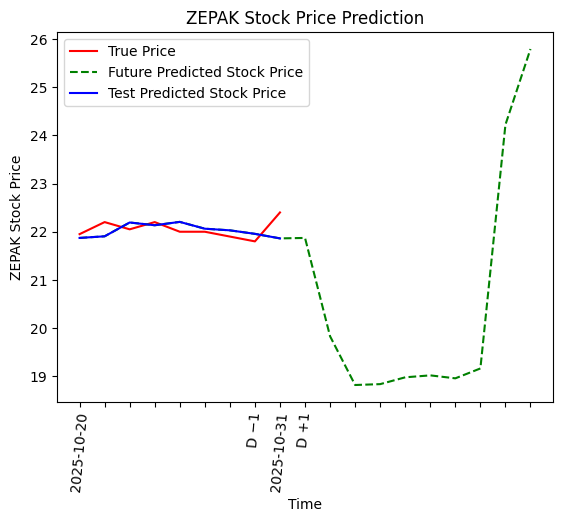 ZEPAK Stock Price Prediction
True Price
Future Predicted Stock Price
Test Predicted Stock Price
ZEPAK Stock Price
26
25
24
23
22
21
20
19
2025-10-20
D −1
2025-10-31
D +1
Time